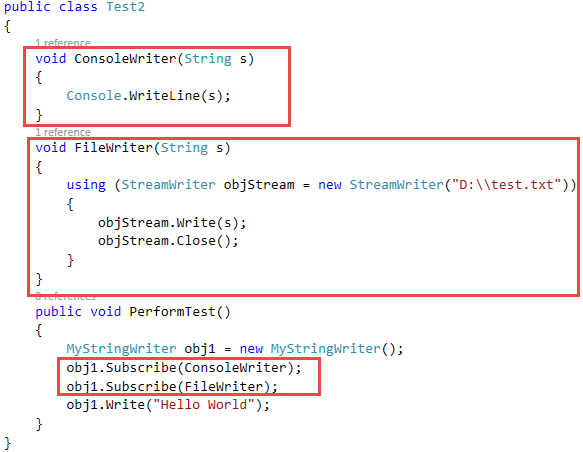 public class Test2
{
1 reference
void ConsoleWriter(String s)
{
Console.WriteLine(s);
}
1 reference
void FileWriter(String s)
{
using (StreamWriter objStream = new StreamWriter("D:\\test.txt"))
{
objStream.Write(s);
objStream.Close();
}
}
0 references
public void PerformTest()
{
MyStringWriter obj1 = new MyStringWriter();
obj1.Subscribe(ConsoleWriter);
obj1.Subscribe(FileWriter);
obj1.Write("Hello World");
}
}